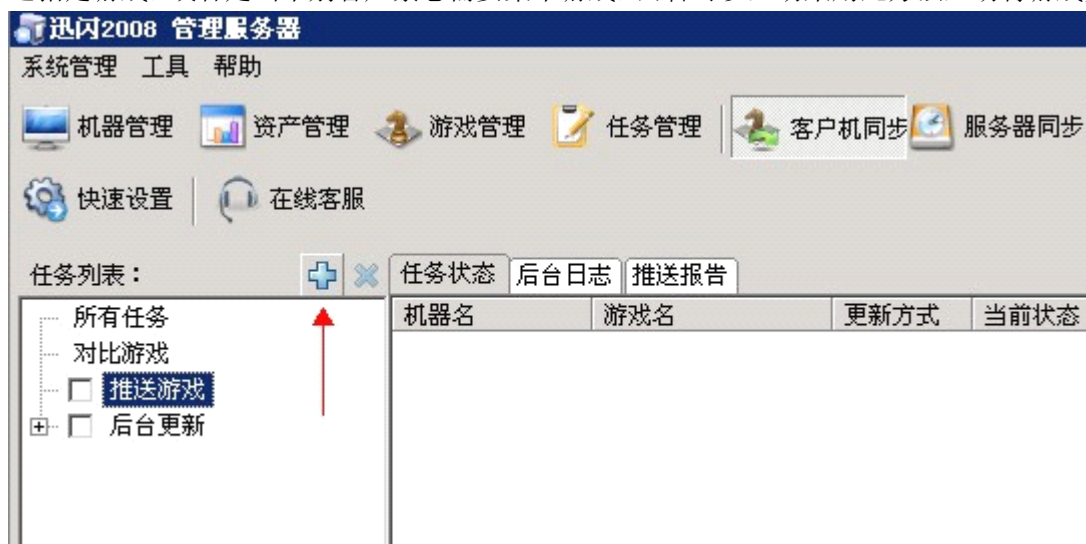 迅闪2008 管理服务器
系统管理 工具 帮助
机器管理 资产管理 游戏管理 任务管理 客户机同步 服务器同步
快速设置 在线客服
任务列表： 任务状态 后台日志 推送报告
所有任务 机器名 游戏名 更新方式 当前状态
对比游戏
推送游戏
后台更新